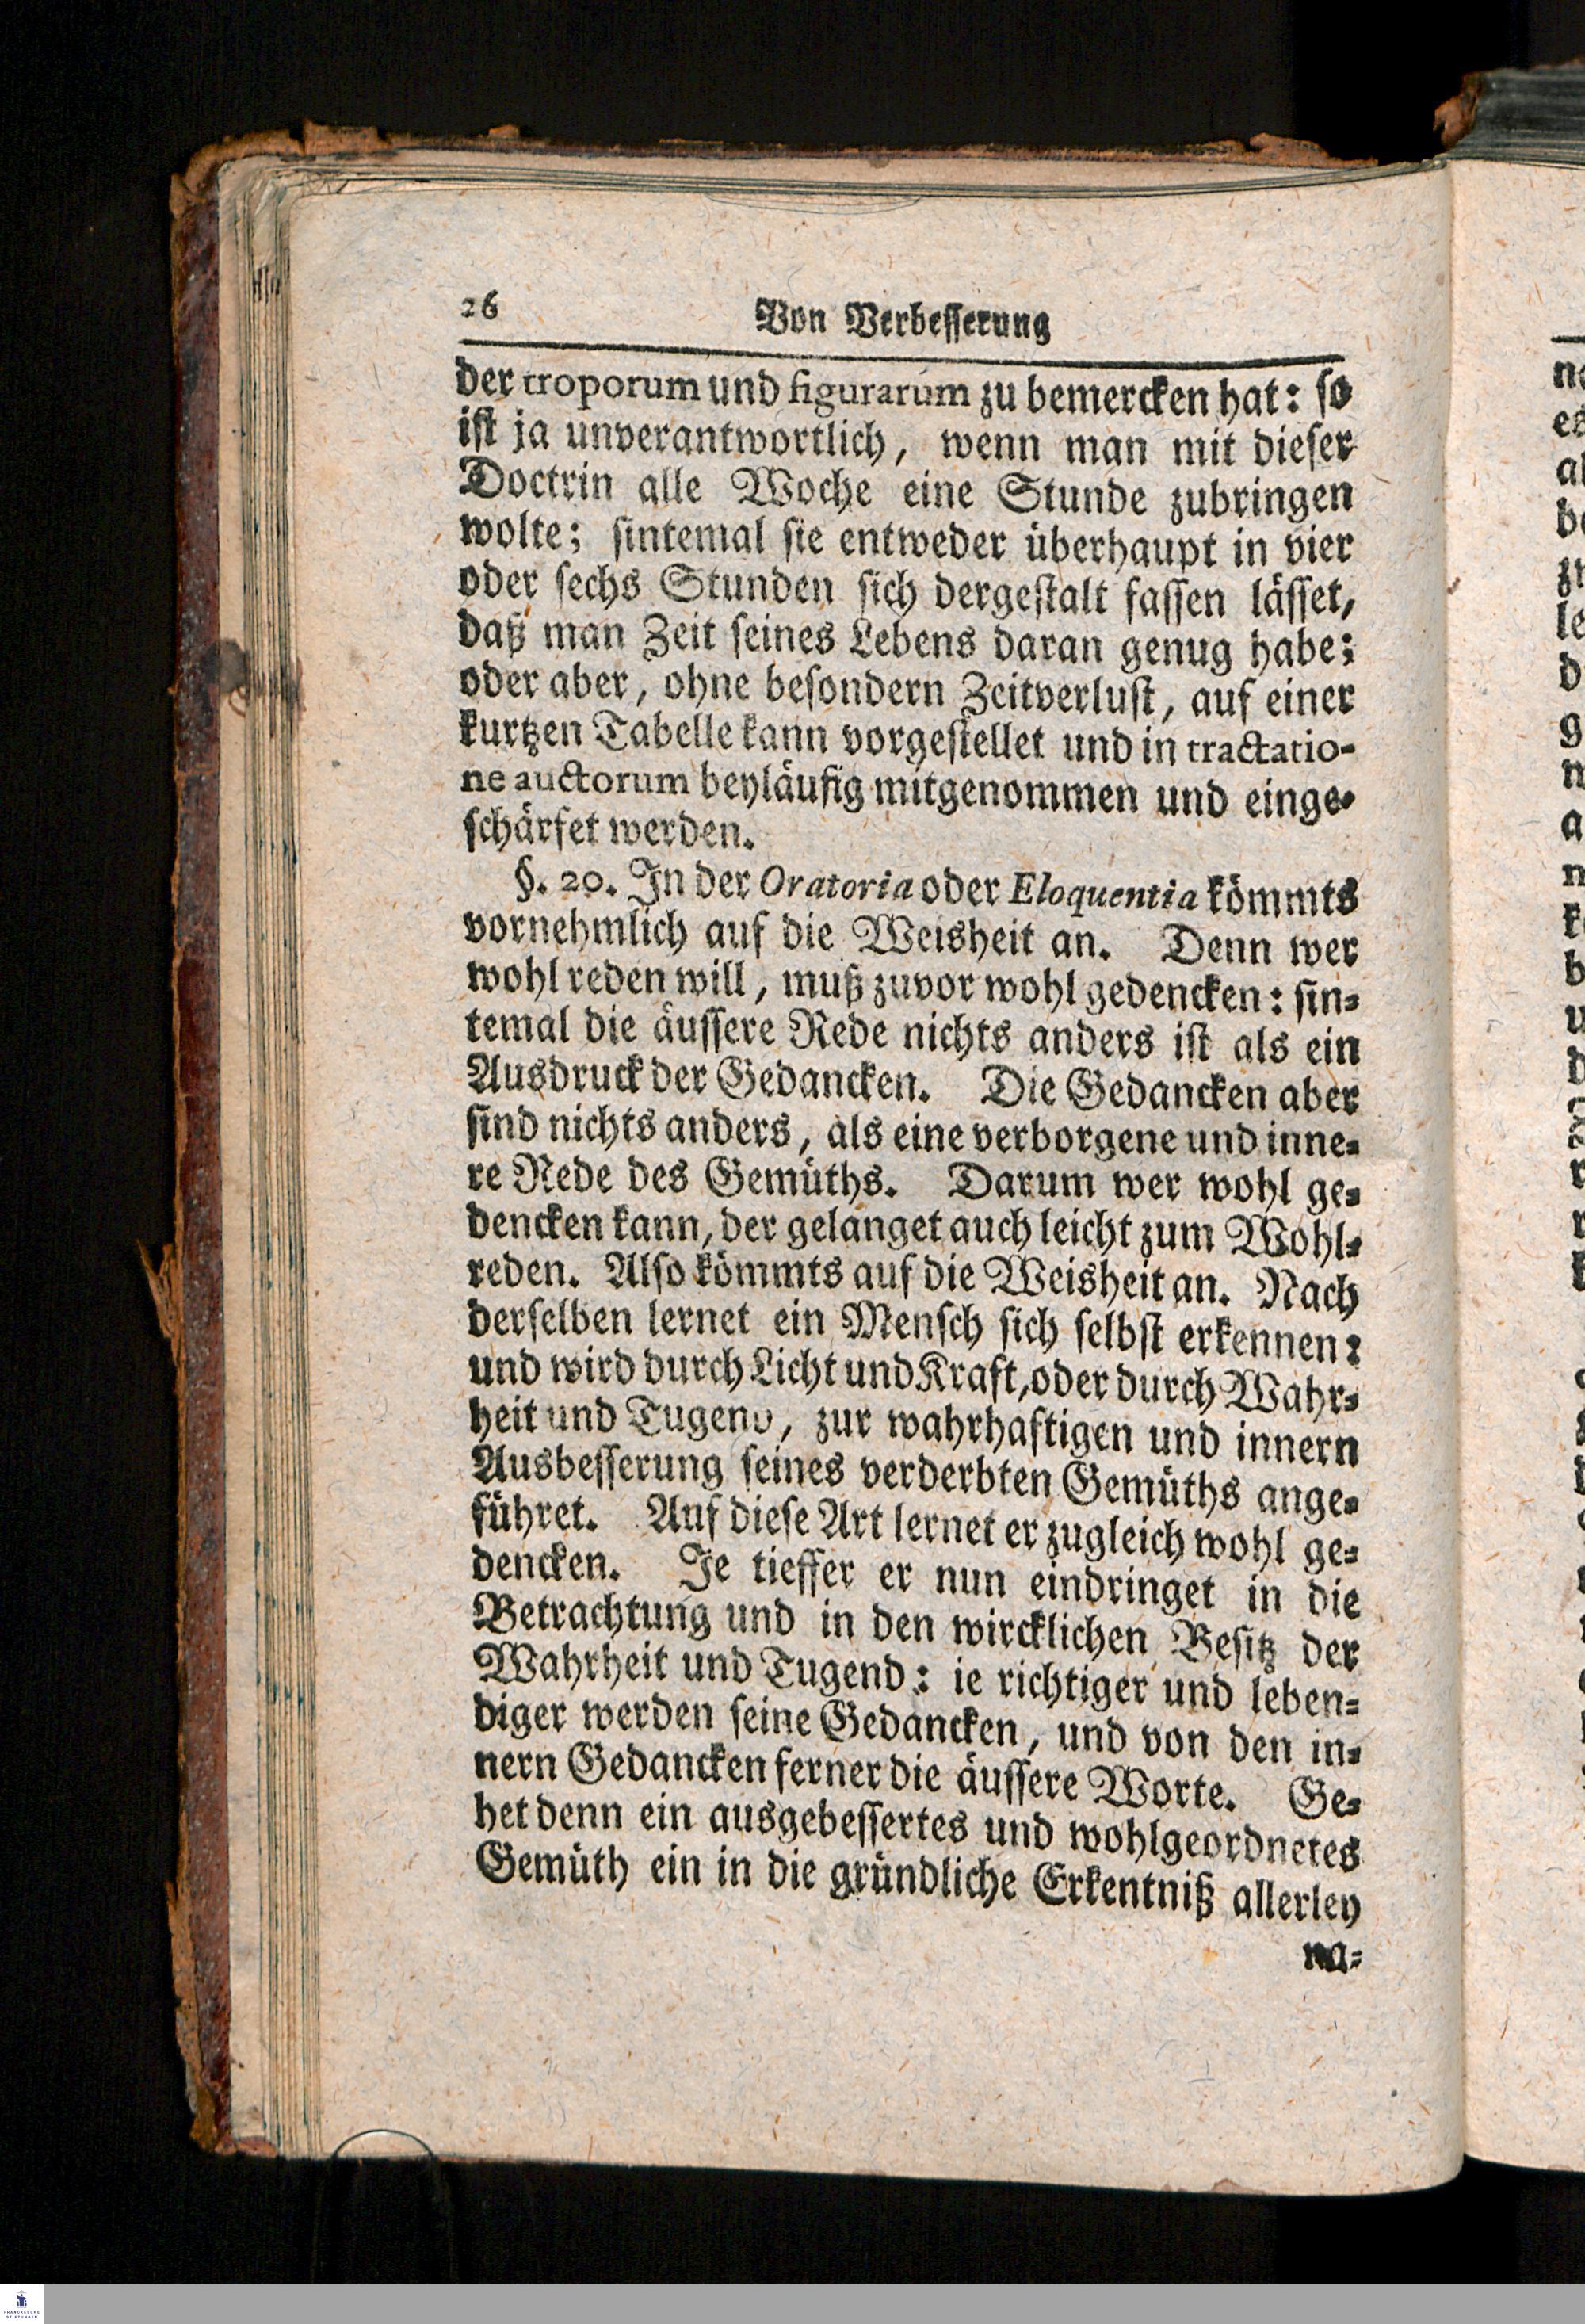 26 Von Verbesserung
der troporum und figurarum zu bemercken hat: so
ist ja unverantwortlich, wenn man mit dieser
Doctrin alle Woche eine Stunde zubringen
wolte; sintemal sie entweder überhaupt in vier
oder sechs Stunden sich dergestalt fassen lässet,
daß man Zeit seines Lebens daran genug habe;
oder aber, ohne besondern Zeitverlust, auf einer
kurtzen Tabelle kann vorgestellet und in tractatio-
ne auctorum beyläufig mitgenommen und einge-
schärfet werden.
§. 20. In der Oratoria oder Eloquentia kömmts
vornehmlich auf die Weisheit an. Denn wer
wohl reden will, muß zuvor wohl gedencken: sin-
temal die äussere Rede nichts anders ist als ein
Ausdruck der Gedancken. Die Gedancken aber
sind nichts anders, als eine verborgene und inne-
re Rede des Gemüths. Darum wer wohl ge-
dencken kann, der gelanget auch leicht zum Wohl-
reden. Also kömmts auf die Weisheit an. Nach
derselben lernet ein Mensch sich selbst erkennen:
und wird durch Licht und Kraft, oder durch Wahr-
heit und Tugend, zur wahrhaftigen und innern
Ausbesserung seines verderbten Gemüths ange-
führet. Auf diese Art lernet er zugleich wohl ge-
dencken. Je tieffer er nun eindringet in die
Betrachtung und in den wircklichen Besitz der
Wahrheit und Tugend: ie richtiger und leben-
diger werden seine Gedancken, und von den in-
nern Gedancken ferner die äussere Worte. Ge-
het denn ein ausgebessertes und wohlgeordnetes
Gemüth ein in die gründliche Erkentniß allerley
na-
FRANCKESCHE
STIFTUNGEN